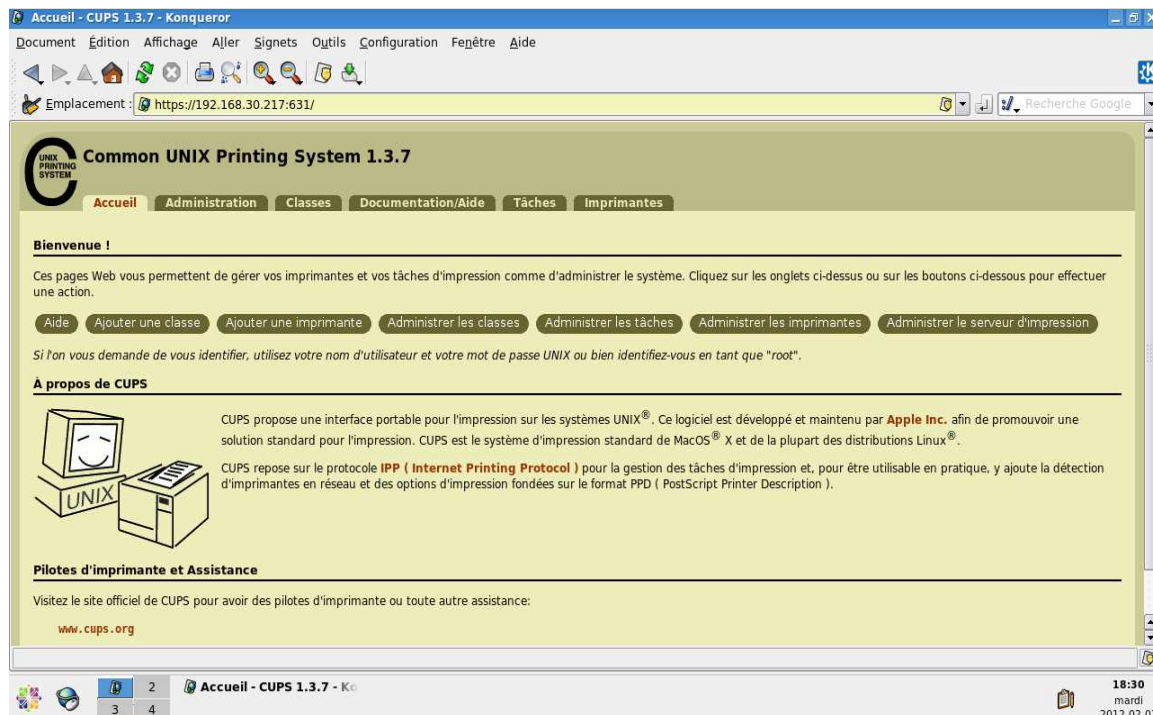 Accueil - CUPS 1.3.7 - Konqueror
Document Édition Affichage Aller Signets Outils Configuration Fenêtre Aide
Emplacement : https://192.168.30.217:631/ Recherche Google
UNIX
PRINTING
SYSTEM
Common UNIX Printing System 1.3.7
Accueil Administration Classes Documentation/Aide Tâches Imprimantes
Bienvenue !
Ces pages Web vous permettent de gérer vos imprimantes et vos tâches d'impression comme d'administrer le système. Cliquez sur les onglets ci-dessus ou sur les boutons ci-dessous pour effectuer
une action.
Aide Ajouter une classe Ajouter une imprimante Administrer les classes Administrer les tâches Administrer les imprimantes Administrer le serveur d'impression
Si l'on vous demande de vous identifier, utilisez votre nom d'utilisateur et votre mot de passe UNIX ou bien identifiez-vous en tant que "root".
À propos de CUPS
CUPS propose une interface portable pour l'impression sur les systèmes UNIX®. Ce logiciel est développé et maintenu par Apple Inc. afin de promouvoir une
solution standard pour l'impression. CUPS est le système d'impression standard de MacOS® X et de la plupart des distributions Linux®.
CUPS repose sur le protocole IPP ( Internet Printing Protocol ) pour la gestion des tâches d'impression et, pour être utilisable en pratique, y ajoute la détection
d'imprimantes en réseau et des options d'impression fondées sur le format PPD ( PostScript Printer Description ).
UNIX
Pilotes d'imprimante et Assistance
Visitez le site officiel de CUPS pour avoir des pilotes d'imprimante ou toute autre assistance:
www.cups.org
2 Accueil - CUPS 1.3.7 - Ko
3 4
18:30
mardi